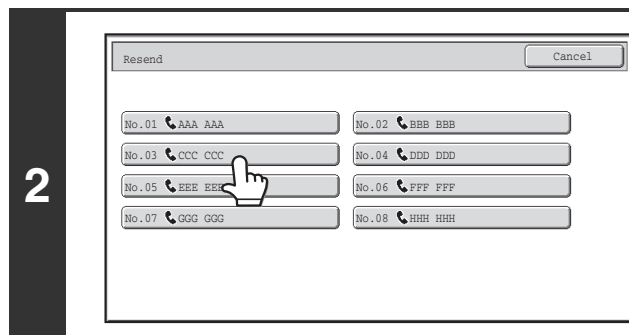 2
Resend
Cancel
No.01 AAA AAA
No.02 BBB BBB
No.03 CCC CCC
No.04 DDD DDD
No.05 EEE EEE
No.06 FFF FFF
No.07 GGG GGG
No.08 HHH HHH